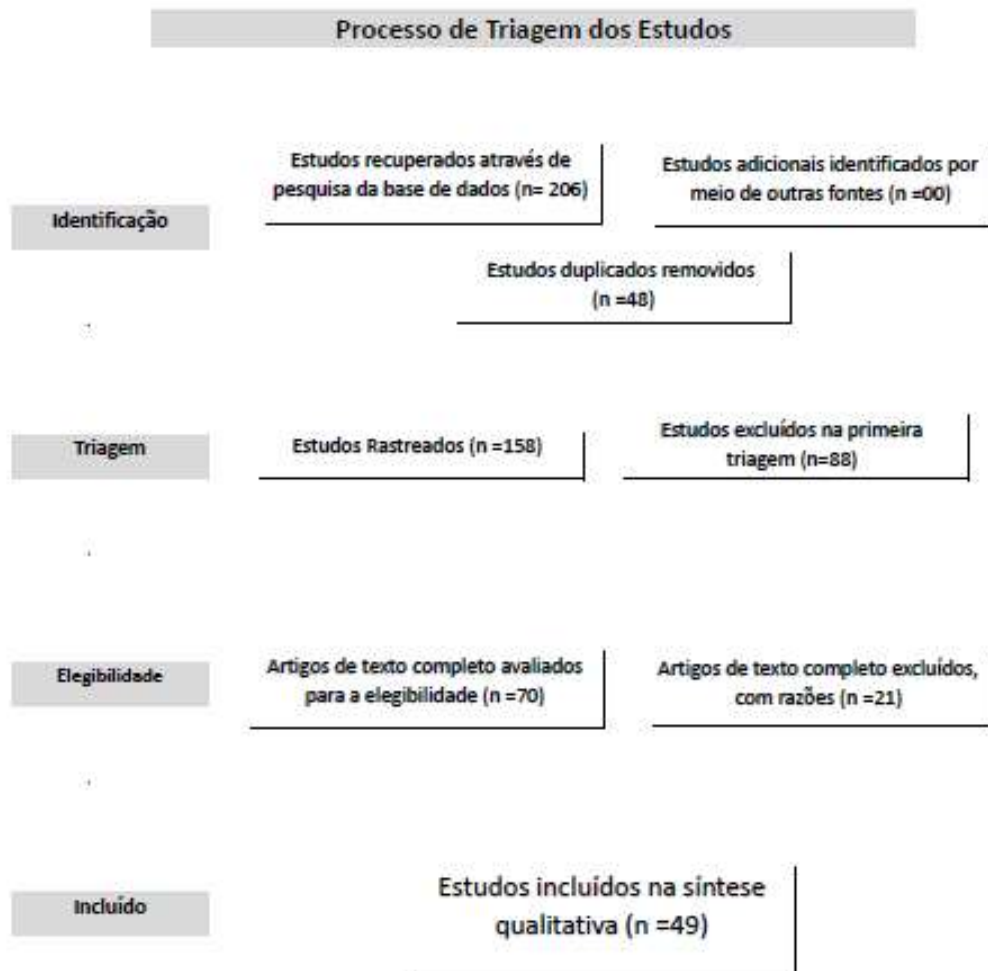 Processo de Triagem dos Estudos
Identificação
Estudos recuperados através de
pesquisa da base de dados (n= 206)
Estudos adicionais identificados por
meio de outras fontes (n =00)
Estudos duplicados removidos
(n =48)
Triagem
Estudos Rastreados (n =158)
Estudos excluídos na primeira
triagem (n=88)
Elegibilidade
Artigos de texto completo avaliados
para a elegibilidade (n =70)
Artigos de texto completo excluídos,
com razões (n =21)
Incluído
Estudos incluídos na síntese
qualitativa (n =49)